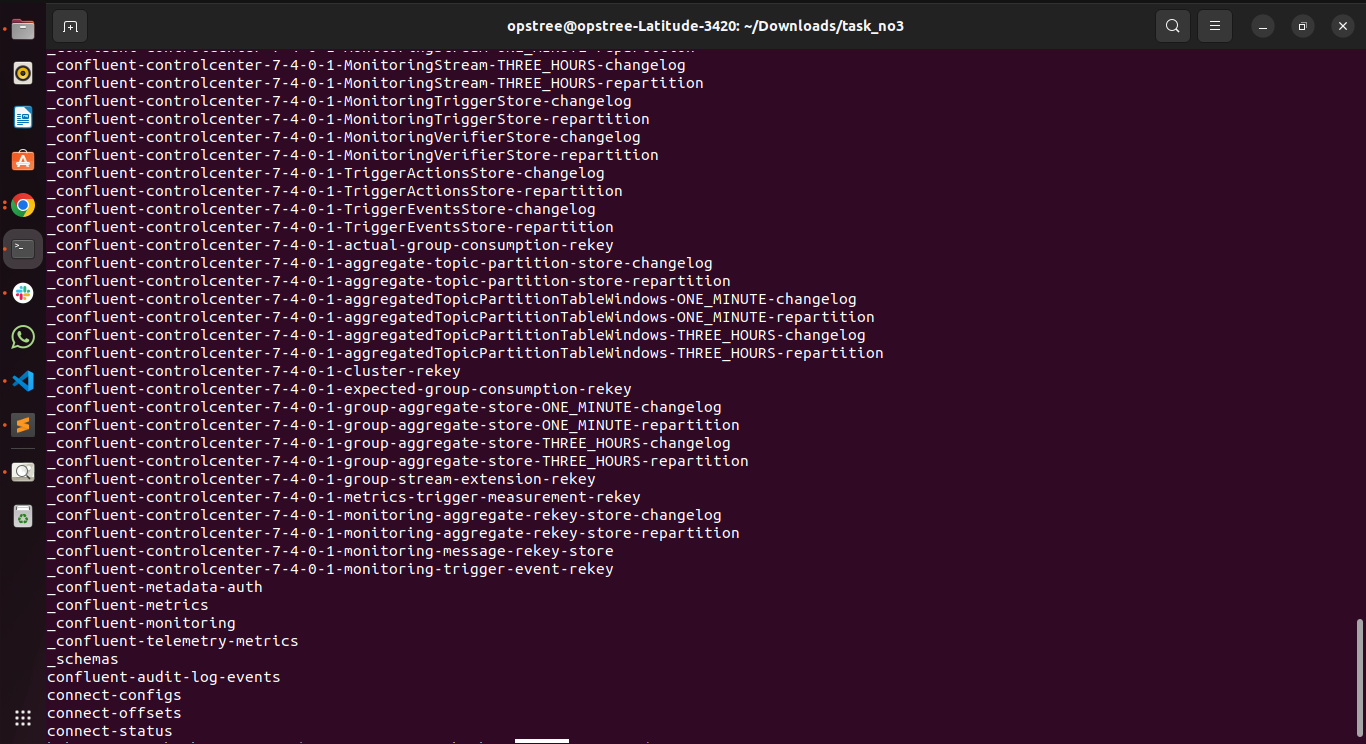 opstree@opstree-Latitude-3420: ~/Downloads/task_no3
_confluent-controlcenter-7-4-0-1-MonitoringStream-ONE_MINUTE-repartition
_confluent-controlcenter-7-4-0-1-MonitoringStream-THREE_HOURS-changelog
_confluent-controlcenter-7-4-0-1-MonitoringStream-THREE_HOURS-repartition
_confluent-controlcenter-7-4-0-1-MonitoringTriggerStore-changelog
_confluent-controlcenter-7-4-0-1-MonitoringTriggerStore-repartition
_confluent-controlcenter-7-4-0-1-MonitoringVerifierStore-changelog
_confluent-controlcenter-7-4-0-1-MonitoringVerifierStore-repartition
_confluent-controlcenter-7-4-0-1-TriggerActionsStore-changelog
_confluent-controlcenter-7-4-0-1-TriggerActionsStore-repartition
_confluent-controlcenter-7-4-0-1-TriggerEventsStore-changelog
_confluent-controlcenter-7-4-0-1-TriggerEventsStore-repartition
_confluent-controlcenter-7-4-0-1-actual-group-consumption-rekey
_confluent-controlcenter-7-4-0-1-aggregate-topic-partition-store-changelog
_confluent-controlcenter-7-4-0-1-aggregate-topic-partition-store-repartition
_confluent-controlcenter-7-4-0-1-aggregatedTopicPartitionTableWindows-ONE_MINUTE-changelog
_confluent-controlcenter-7-4-0-1-aggregatedTopicPartitionTableWindows-ONE_MINUTE-repartition
_confluent-controlcenter-7-4-0-1-aggregatedTopicPartitionTableWindows-THREE_HOURS-changelog
_confluent-controlcenter-7-4-0-1-aggregatedTopicPartitionTableWindows-THREE_HOURS-repartition
_confluent-controlcenter-7-4-0-1-cluster-rekey
_confluent-controlcenter-7-4-0-1-expected-group-consumption-rekey
_confluent-controlcenter-7-4-0-1-group-aggregate-store-ONE_MINUTE-changelog
_confluent-controlcenter-7-4-0-1-group-aggregate-store-ONE_MINUTE-repartition
_confluent-controlcenter-7-4-0-1-group-aggregate-store-THREE_HOURS-changelog
_confluent-controlcenter-7-4-0-1-group-aggregate-store-THREE_HOURS-repartition
_confluent-controlcenter-7-4-0-1-group-stream-extension-rekey
_confluent-controlcenter-7-4-0-1-metrics-trigger-measurement-rekey
_confluent-controlcenter-7-4-0-1-monitoring-aggregate-rekey-store-changelog
_confluent-controlcenter-7-4-0-1-monitoring-aggregate-rekey-store-repartition
_confluent-controlcenter-7-4-0-1-monitoring-message-rekey-store
_confluent-controlcenter-7-4-0-1-monitoring-trigger-event-rekey
_confluent-metadata-auth
_confluent-metrics
_confluent-monitoring
_confluent-telemetry-metrics
_schemas
confluent-audit-log-events
connect-configs
connect-offsets
connect-status